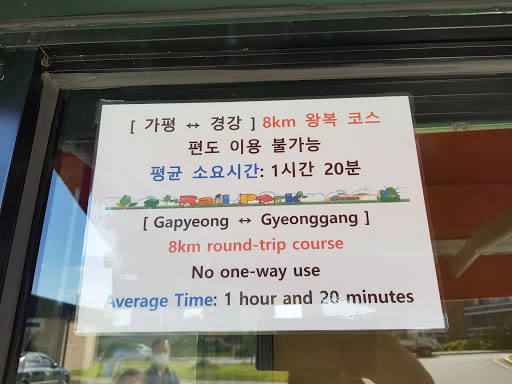 [ 가평 ↔ 경강 ] 8km 왕복 코스
편도 이용 불가능
평균 소요시간: 1시간 20분
Rail Park
[ Gapyeong ↔ Gyeonggang ]
8km round-trip course
No one-way use
Average Time: 1 hour and 20 minutes